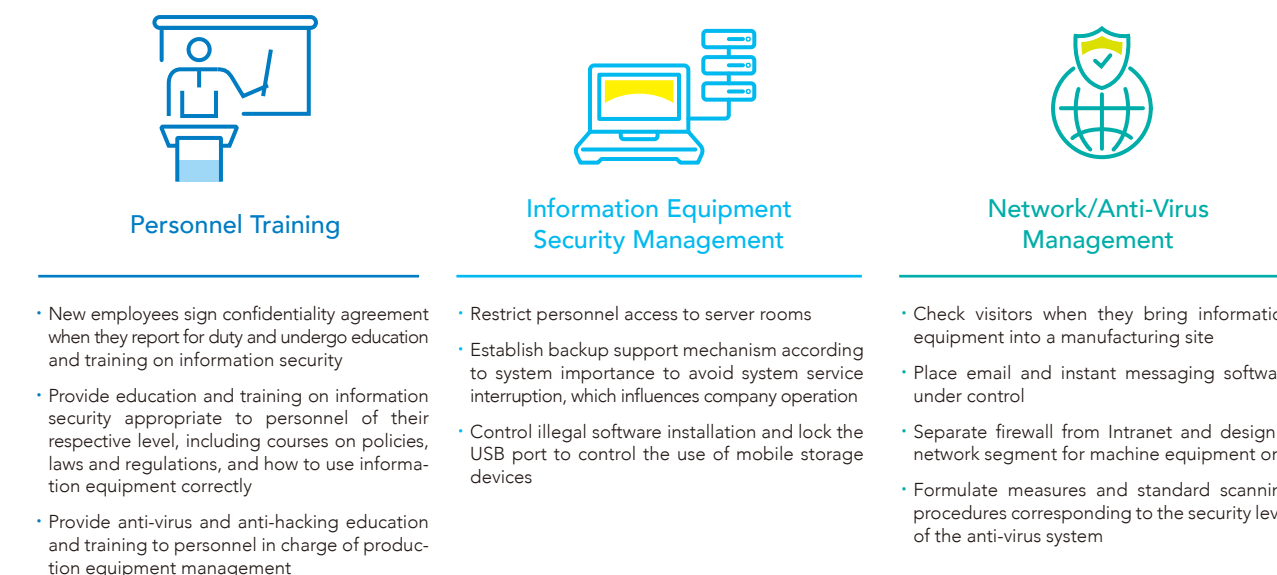 Personnel Training
· New employees sign confidentiality agreement
when they report for duty and undergo education
and training on information security
· Provide education and training on information
security appropriate to personnel of their
respective level, including courses on policies,
laws and regulations, and how to use informa-
tion equipment correctly
· Provide anti-virus and anti-hacking education
and training to personnel in charge of produc-
tion equipment management
Information Equipment
Security Management
· Restrict personnel access to server rooms
· Establish backup support mechanism according
to system importance to avoid system service
interruption, which influences company operation
· Control illegal software installation and lock the
USB port to control the use of mobile storage
devices
Network/Anti-Virus
Management
· Check visitors when they bring
equipment into a manufacturing site
· Place email and instant messaging
under control
· Separate firewall from Intranet and
network segment for machine equipment
· Formulate measures and standard
procedures corresponding to the security
of the anti-virus system